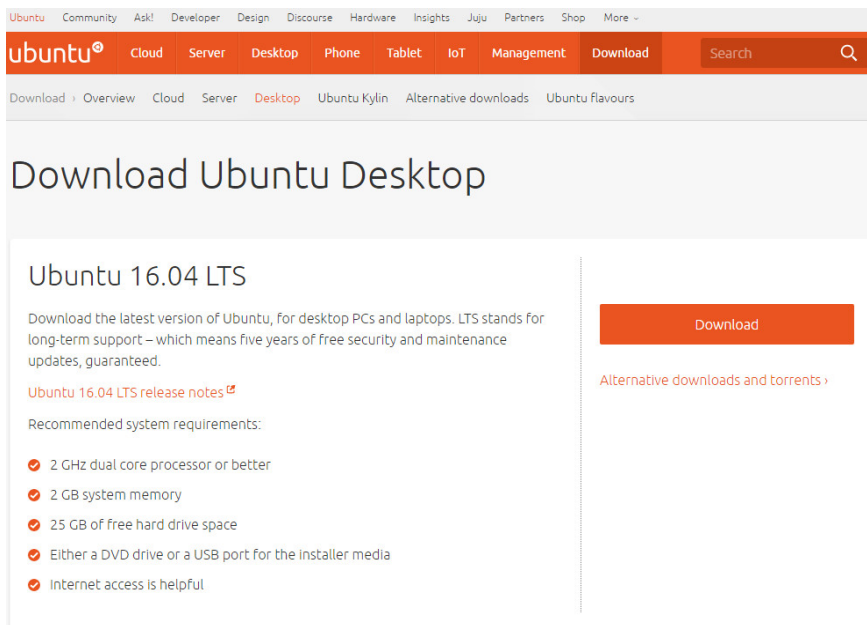 Ubuntu Community Ask! Developer Design Discourse Hardware Insights Juju Partners Shop More
ubuntu Cloud Server Desktop Phone Tablet IoT Management Download Search
Download › Overview Cloud Server Desktop Ubuntu Kylin Alternative downloads Ubuntu flavours
Download Ubuntu Desktop
Ubuntu 16.04 LTS
Download the latest version of Ubuntu, for desktop PCs and laptops. LTS stands for
long-term support – which means five years of free security and maintenance
updates, guaranteed.
Ubuntu 16.04 LTS release notes
Recommended system requirements:
2 GHz dual core processor or better
2 GB system memory
25 GB of free hard drive space
Either a DVD drive or a USB port for the installer media
Internet access is helpful
Download
Alternative downloads and torrents ›